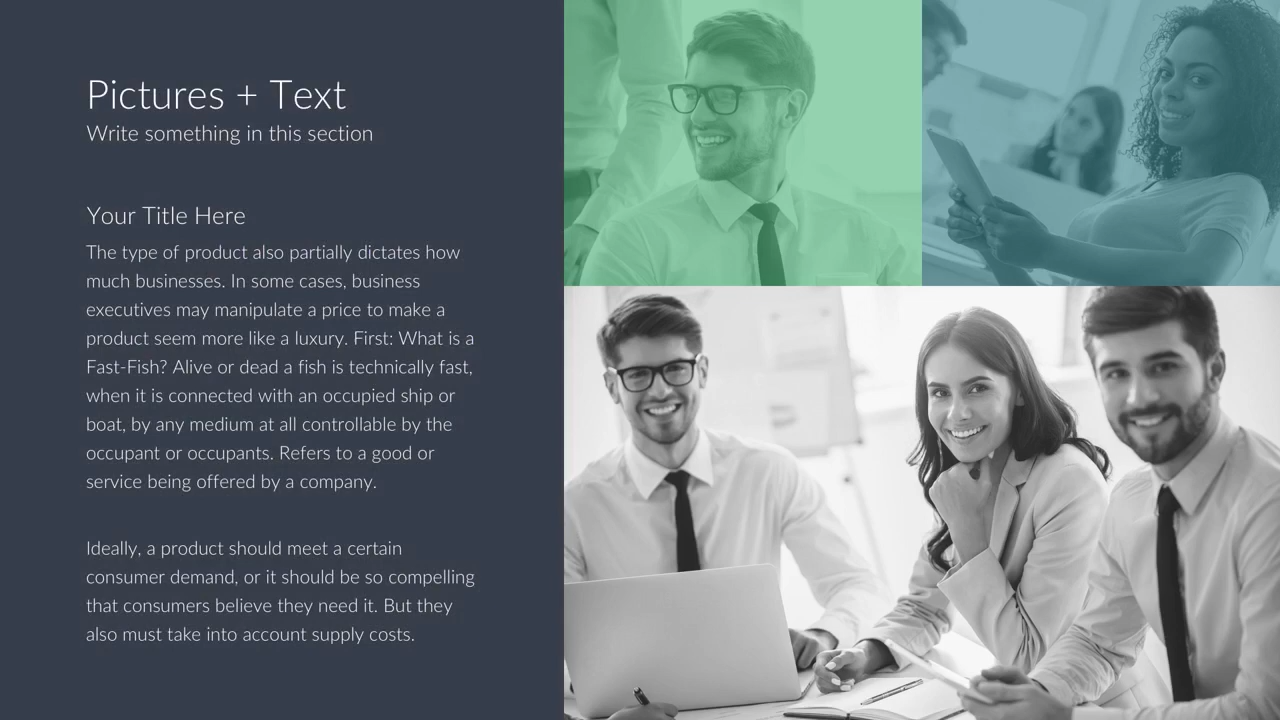 Pictures + Text
Write something in this section
Your Title Here
The type of product also partially dictates how
much businesses. In some cases, business
executives may manipulate a price to make a
product seem more like a luxury. First: What is a
Fast-Fish? Alive or dead a fish is technically fast,
when it is connected with an occupied ship or
boat, by any medium at all controllable by the
occupant or occupants. Refers to a good or
service being offered by a company.
Ideally, a product should meet a certain
consumer demand, or it should be so compelling
that consumers believe they need it. But they
also must take into account supply costs.